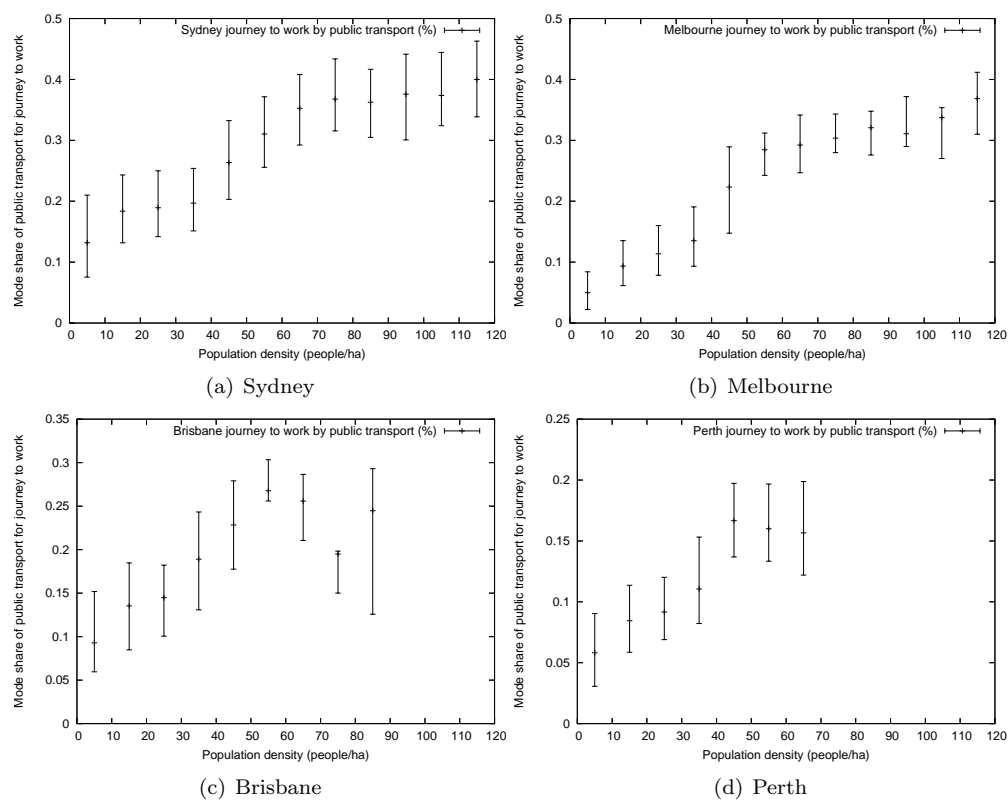 Sydney journey to work by public transport (%)
Mode share of public transport for journey to work
0.5
0.4
0.3
0.2
0.1
0
0 10 20 30 40 50 60 70 80 90 100 110 120
Population density (people/ha)
(a) Sydney
Melbourne journey to work by public transport (%)
Mode share of public transport for journey to work
0.5
0.4
0.3
0.2
0.1
0
0 10 20 30 40 50 60 70 80 90 100 110 120
Population density (people/ha)
(b) Melbourne
Brisbane journey to work by public transport (%)
Mode share of public transport for journey to work
0.35
0.3
0.25
0.2
0.15
0.1
0.05
0
0 10 20 30 40 50 60 70 80 90 100 110 120
Population density (people/ha)
(c) Brisbane
Perth journey to work by public transport (%)
Mode share of public transport for journey to work
0.25
0.2
0.15
0.1
0.05
0
0 10 20 30 40 50 60 70 80 90 100 110 120
Population density (people/ha)
(d) Perth